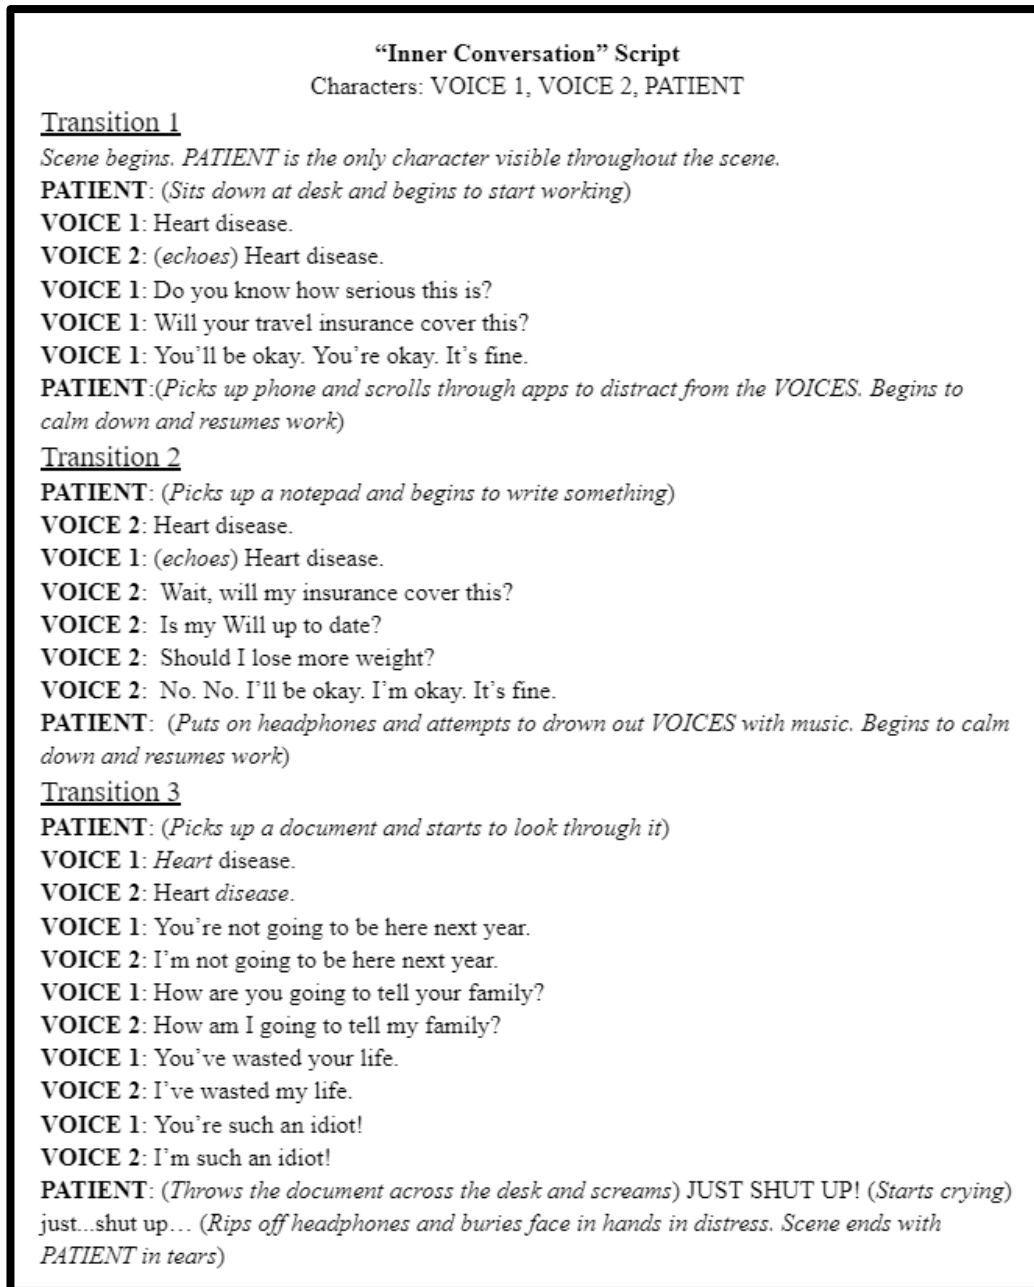 “Inner Conversation” Script
Characters: VOICE 1, VOICE 2, PATIENT
Transition 1
Scene begins. PATIENT is the only character visible throughout the scene.
PATIENT: (Sits down at desk and begins to start working)
VOICE 1: Heart disease.
VOICE 2: (echoes) Heart disease.
VOICE 1: Do you know how serious this is?
VOICE 1: Will your travel insurance cover this?
VOICE 1: You’ll be okay. You’re okay. It’s fine.
PATIENT:(Picks up phone and scrolls through apps to distract from the VOICES. Begins to
calm down and resumes work)
Transition 2
PATIENT: (Picks up a notepad and begins to write something)
VOICE 2: Heart disease.
VOICE 1: (echoes) Heart disease.
VOICE 2:  Wait, will my insurance cover this?
VOICE 2:  Is my Will up to date?
VOICE 2:  Should I lose more weight?
VOICE 2:  No. No. I’ll be okay. I’m okay. It’s fine.
PATIENT:  (Puts on headphones and attempts to drown out VOICES with music. Begins to calm
down and resumes work)
Transition 3
PATIENT: (Picks up a document and starts to look through it)
VOICE 1: Heart disease.
VOICE 2: Heart disease.
VOICE 1: You’re not going to be here next year.
VOICE 2: I’m not going to be here next year.
VOICE 1: How are you going to tell your family?
VOICE 2: How am I going to tell my family?
VOICE 1: You’ve wasted your life.
VOICE 2: I’ve wasted my life.
VOICE 1: You’re such an idiot!
VOICE 2: I’m such an idiot!
PATIENT: (Throws the document across the desk and screams) JUST SHUT UP! (Starts crying)
just...shut up… (Rips off headphones and buries face in hands in distress. Scene ends with
PATIENT in tears)